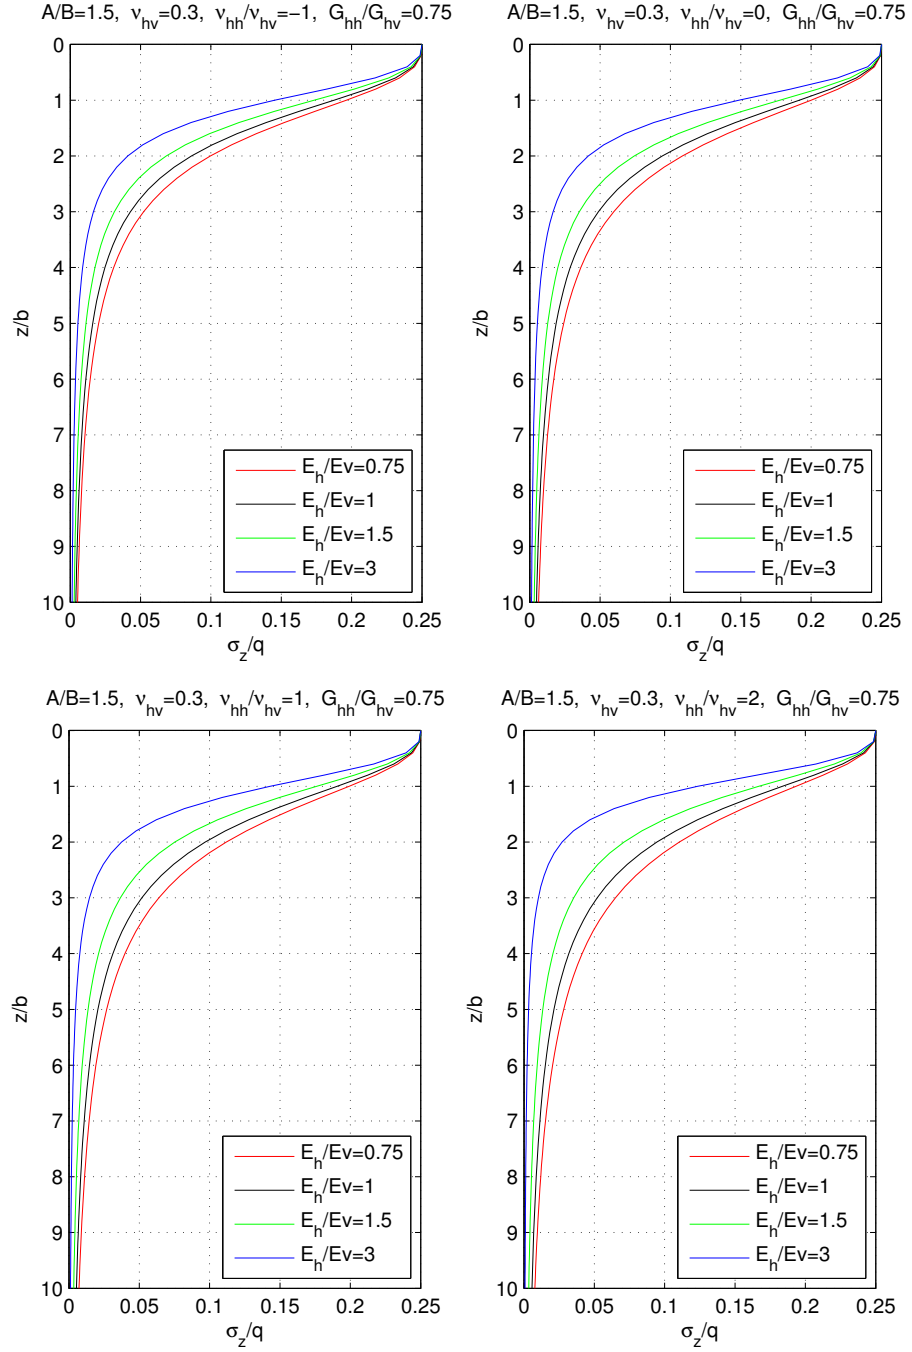 A/B=1.5, ν_hv=0.3, ν_hh/ν_hv=−1, G_hh/G_hv=0.75
0
1
2
3
4
5
6
7
8
9
10
z/b
0 0.05 0.1 0.15 0.2 0.25
σ_z/q
E_h/Ev=0.75
E_h/Ev=1
E_h/Ev=1.5
E_h/Ev=3
A/B=1.5, ν_hv=0.3, ν_hh/ν_hv=0, G_hh/G_hv=0.75
0
1
2
3
4
5
6
7
8
9
10
z/b
0 0.05 0.1 0.15 0.2 0.25
σ_z/q
E_h/Ev=0.75
E_h/Ev=1
E_h/Ev=1.5
E_h/Ev=3
A/B=1.5, ν_hv=0.3, ν_hh/ν_hv=1, G_hh/G_hv=0.75
0
1
2
3
4
5
6
7
8
9
10
z/b
0 0.05 0.1 0.15 0.2 0.25
σ_z/q
E_h/Ev=0.75
E_h/Ev=1
E_h/Ev=1.5
E_h/Ev=3
A/B=1.5, ν_hv=0.3, ν_hh/ν_hv=2, G_hh/G_hv=0.75
0
1
2
3
4
5
6
7
8
9
10
z/b
0 0.05 0.1 0.15 0.2 0.25
σ_z/q
E_h/Ev=0.75
E_h/Ev=1
E_h/Ev=1.5
E_h/Ev=3